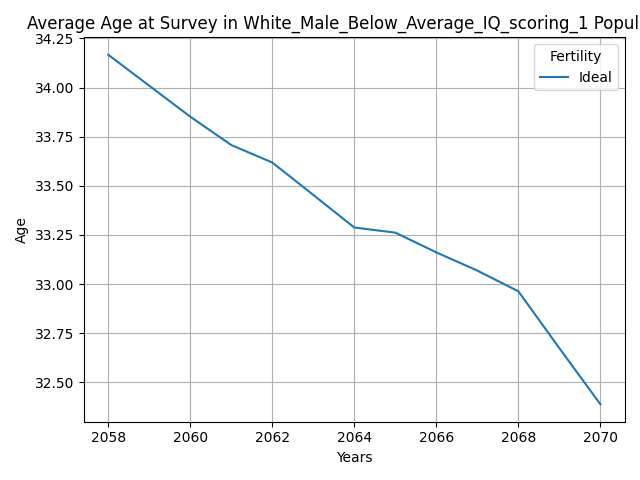 Average Age at Survey in White_Male_Below_Average_IQ_scoring_1 Popul
Fertility
Ideal
34.25
34.00
33.75
33.50
33.25
33.00
32.75
32.50
Age
2058 2060 2062 2064 2066 2068 2070
Years